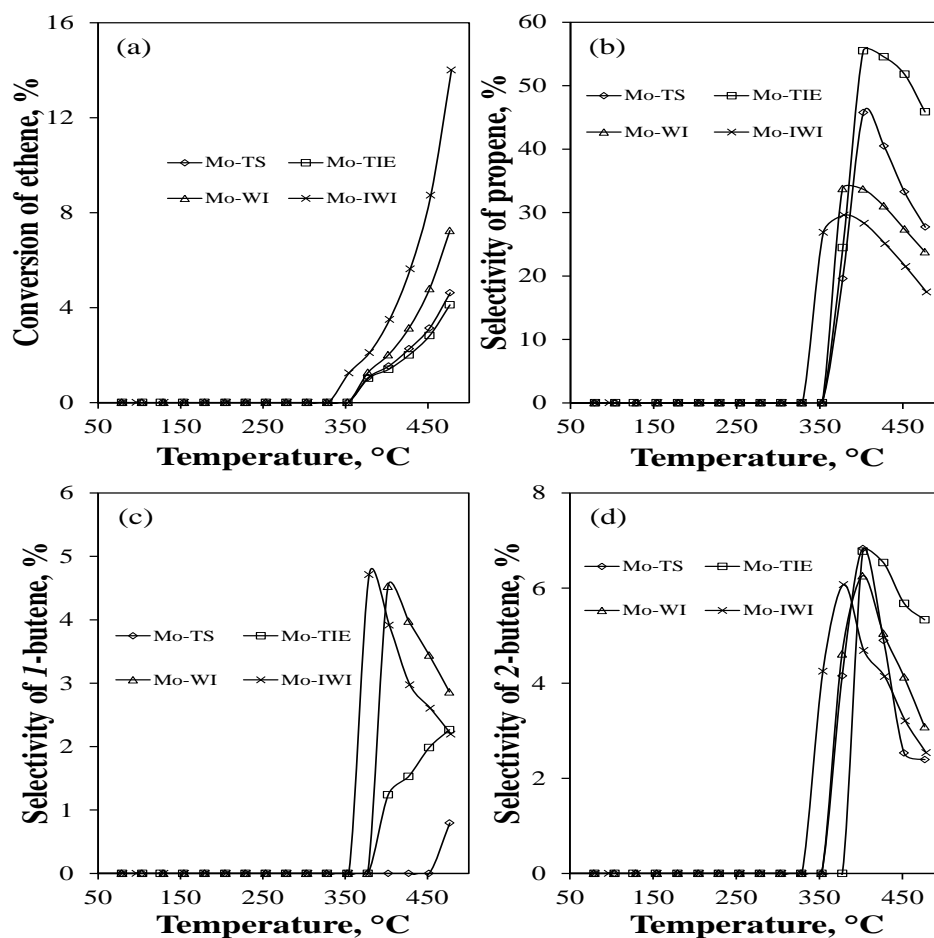 (a)
Conversion of ethene, %
16
12
8
4
0
Mo-TS Mo-TIE
Mo-WI Mo-IWI
50 150 250 350 450
Temperature, °C
(b)
Selectivity of propene, %
60
50
40
30
20
10
0
Mo-TS Mo-TIE
Mo-WI Mo-IWI
50 150 250 350 450
Temperature, °C
(c)
Selectivity of 1-butene, %
6
5
4
3
2
1
0
Mo-TS Mo-TIE
Mo-WI Mo-IWI
50 150 250 350 450
Temperature, °C
(d)
Selectivity of 2-butene, %
8
6
4
2
0
Mo-TS Mo-TIE
Mo-WI Mo-IWI
50 150 250 350 450
Temperature, °C